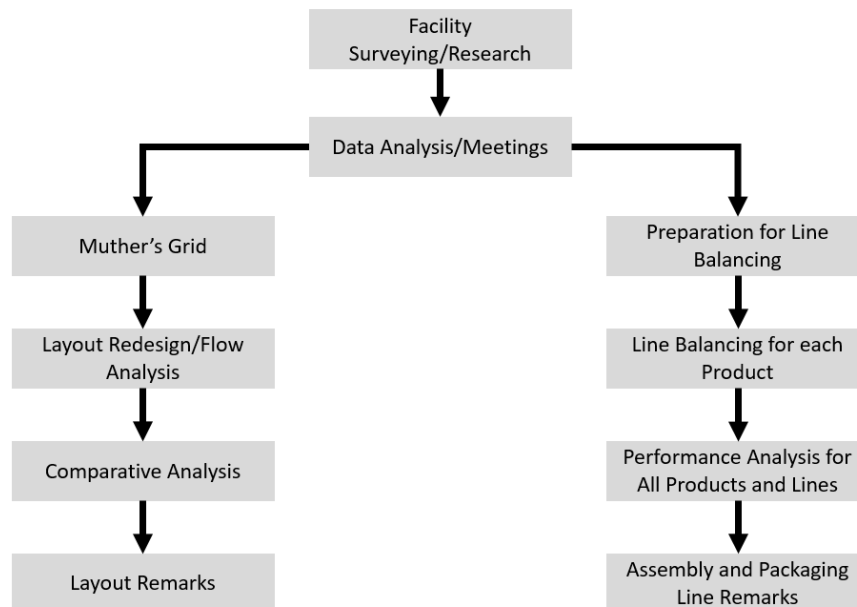 Facility
Surveying/Research
Data Analysis/Meetings
Muther's Grid
Layout Redesign/Flow
Analysis
Comparative Analysis
Layout Remarks
Preparation for Line
Balancing
Line Balancing for each
Product
Performance Analysis for
All Products and Lines
Assembly and Packaging
Line Remarks